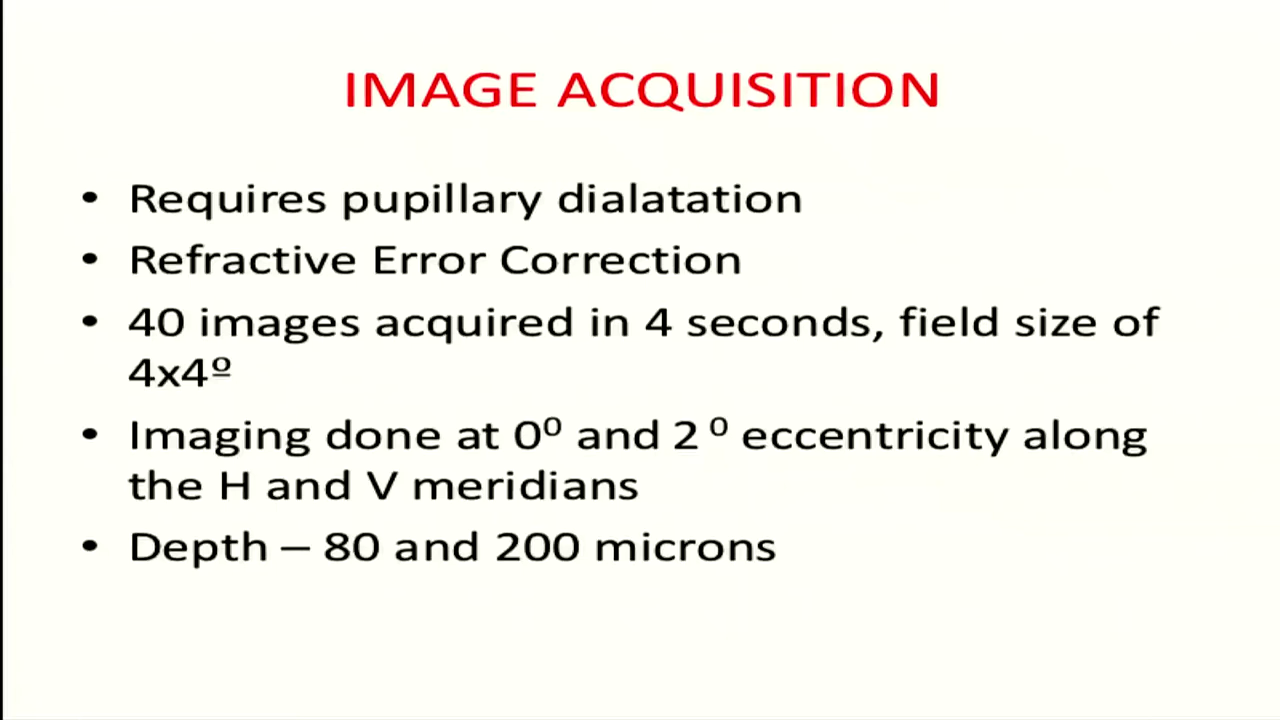 IMAGE ACQUISITION
• Requires pupillary dialatation
• Refractive Error Correction
• 40 images acquired in 4 seconds, field size of
4x4º
• Imaging done at 0⁰ and 2 ⁰ eccentricity along
the H and V meridians
• Depth – 80 and 200 microns